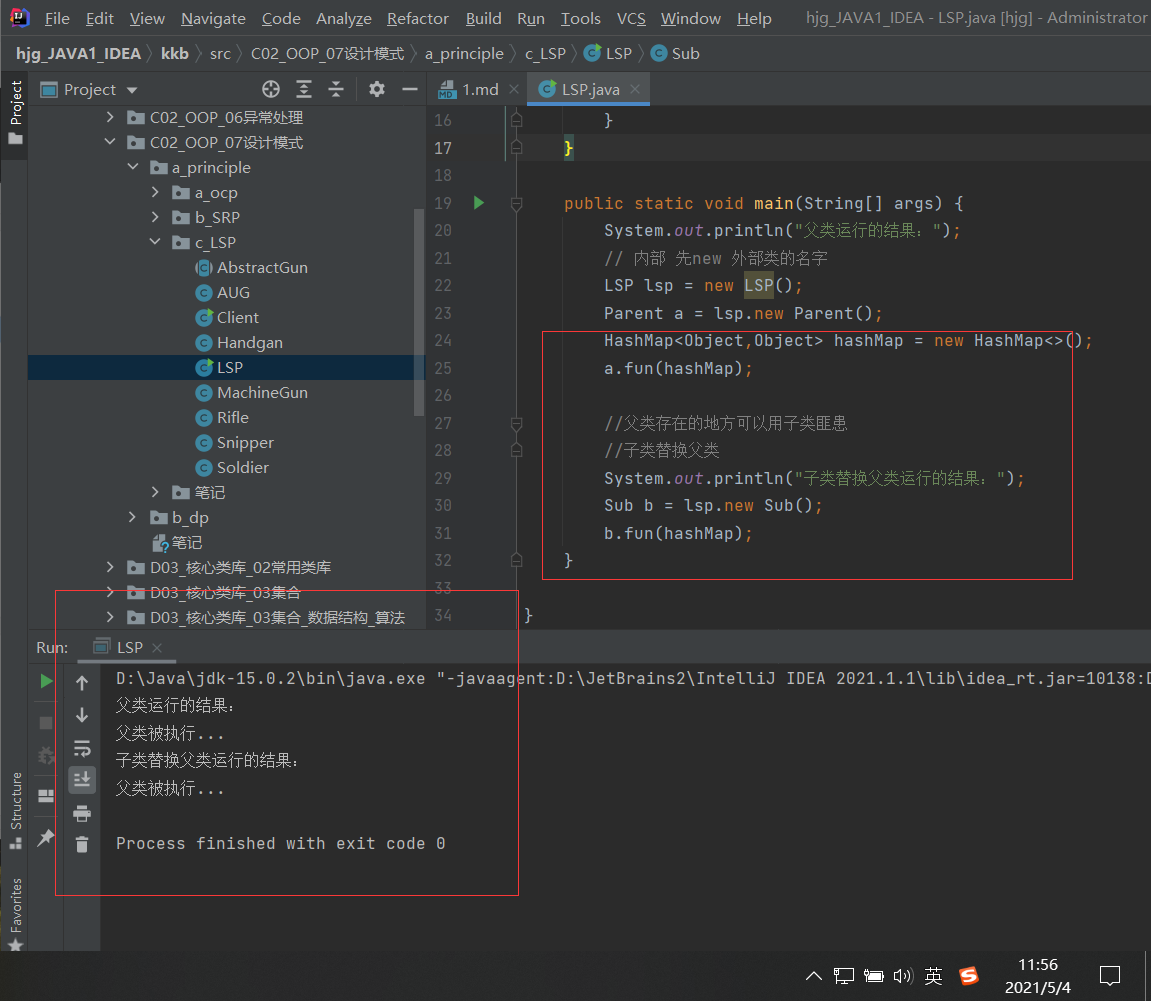 File Edit View Navigate Code Analyze Refactor Build Run Tools VCS Window Help hjg_JAVA1_IDEA - LSP.java [hjg] - Administrator
hjg_JAVA1_IDEA kkb src C02_OOP_07设计模式 a_principle c_LSP LSP Sub
Project
Project
1.md
LSP.java
C02_OOP_06异常处理
C02_OOP_07设计模式
a_principle
a_ocp
b_SRP
c_LSP
AbstractGun
AUG
Client
Handgan
LSP
MachineGun
Rifle
Snipper
Soldier
笔记
b_dp
笔记
D03_核心类库_02常用类库
D03_核心类库_03集合
D03_核心类库_03集合_数据结构_算法
16 }
17 }
18
19 public static void main(String[] args) {
20 System.out.println("父类运行的结果：");
21 // 内部 先new 外部类的名字
22 LSP lsp = new LSP();
23 Parent a = lsp.new Parent();
24 HashMap<Object,Object> hashMap = new HashMap<>();
25 a.fun(hashMap);
26
27 //父类存在的地方可以用子类匪患
28 //子类替换父类
29 System.out.println("子类替换父类运行的结果：");
30 Sub b = lsp.new Sub();
31 b.fun(hashMap);
32 }
33
34 }
Run: LSP
D:\Java\jdk-15.0.2\bin\java.exe "-javaagent:D:\JetBrains2\IntelliJ IDEA 2021.1.1\lib\idea_rt.jar=10138:D
父类运行的结果：
父类被执行...
子类替换父类运行的结果：
父类被执行...
Process finished with exit code 0
Structure
Favorites
英
11:56
2021/5/4